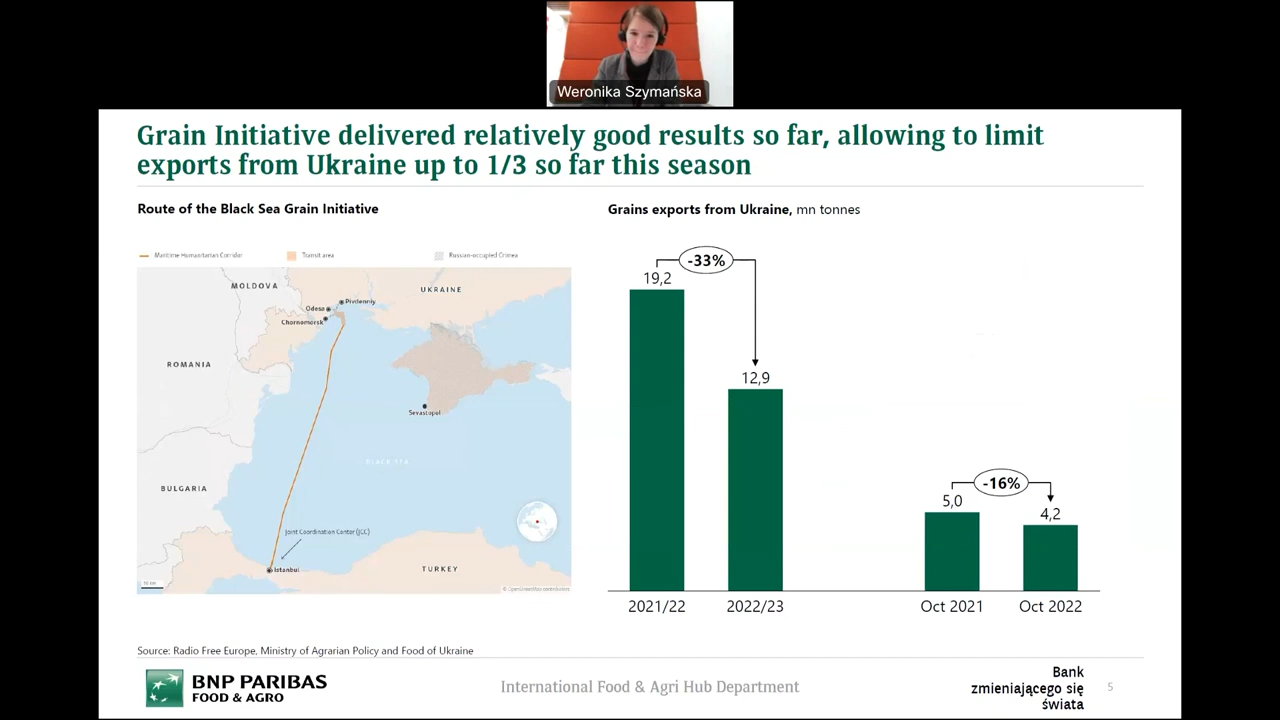 Weronika Szymańska
Grain Initiative delivered relatively good results so far, allowing to limit
exports from Ukraine up to 1/3 so far this season
Route of the Black Sea Grain Initiative
Grains exports from Ukraine, mn tonnes
Maritime Humanitarian Corridor
Transit area
Russian-occupied Crimea
MOLDOVA
UKRAINE
Odesa
Pivdenniy
Chornomorsk
ROMANIA
Sevastopol
BLACK SEA
BULGARIA
Joint Coordination Center (JCC)
Istanbul
TURKEY
© OpenStreetMap contributors
-33%
19,2
12,9
-16%
5,0
4,2
2021/22
2022/23
Oct 2021
Oct 2022
Source: Radio Free Europe, Ministry of Agrarian Policy and Food of Ukraine
BNP PARIBAS
FOOD & AGRO
International Food & Agri Hub Department
Bank
zmieniającego się
świata
5